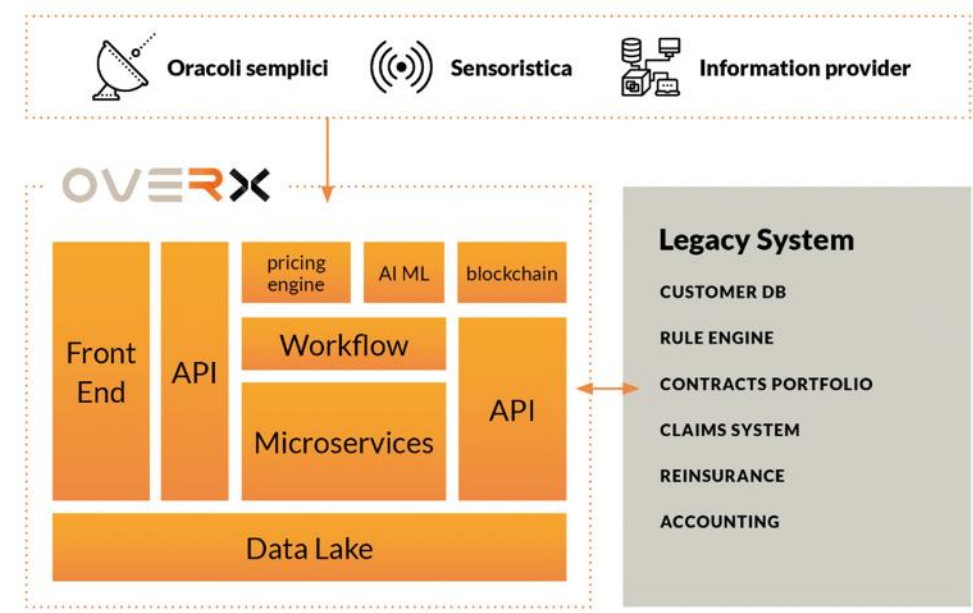 Oracoli semplici
Sensoristica
Information provider
OVERX
Front
End
API
pricing
engine
AI ML
blockchain
Workflow
Microservices
API
Data Lake
Legacy System
CUSTOMER DB
RULE ENGINE
CONTRACTS PORTFOLIO
CLAIMS SYSTEM
REINSURANCE
ACCOUNTING